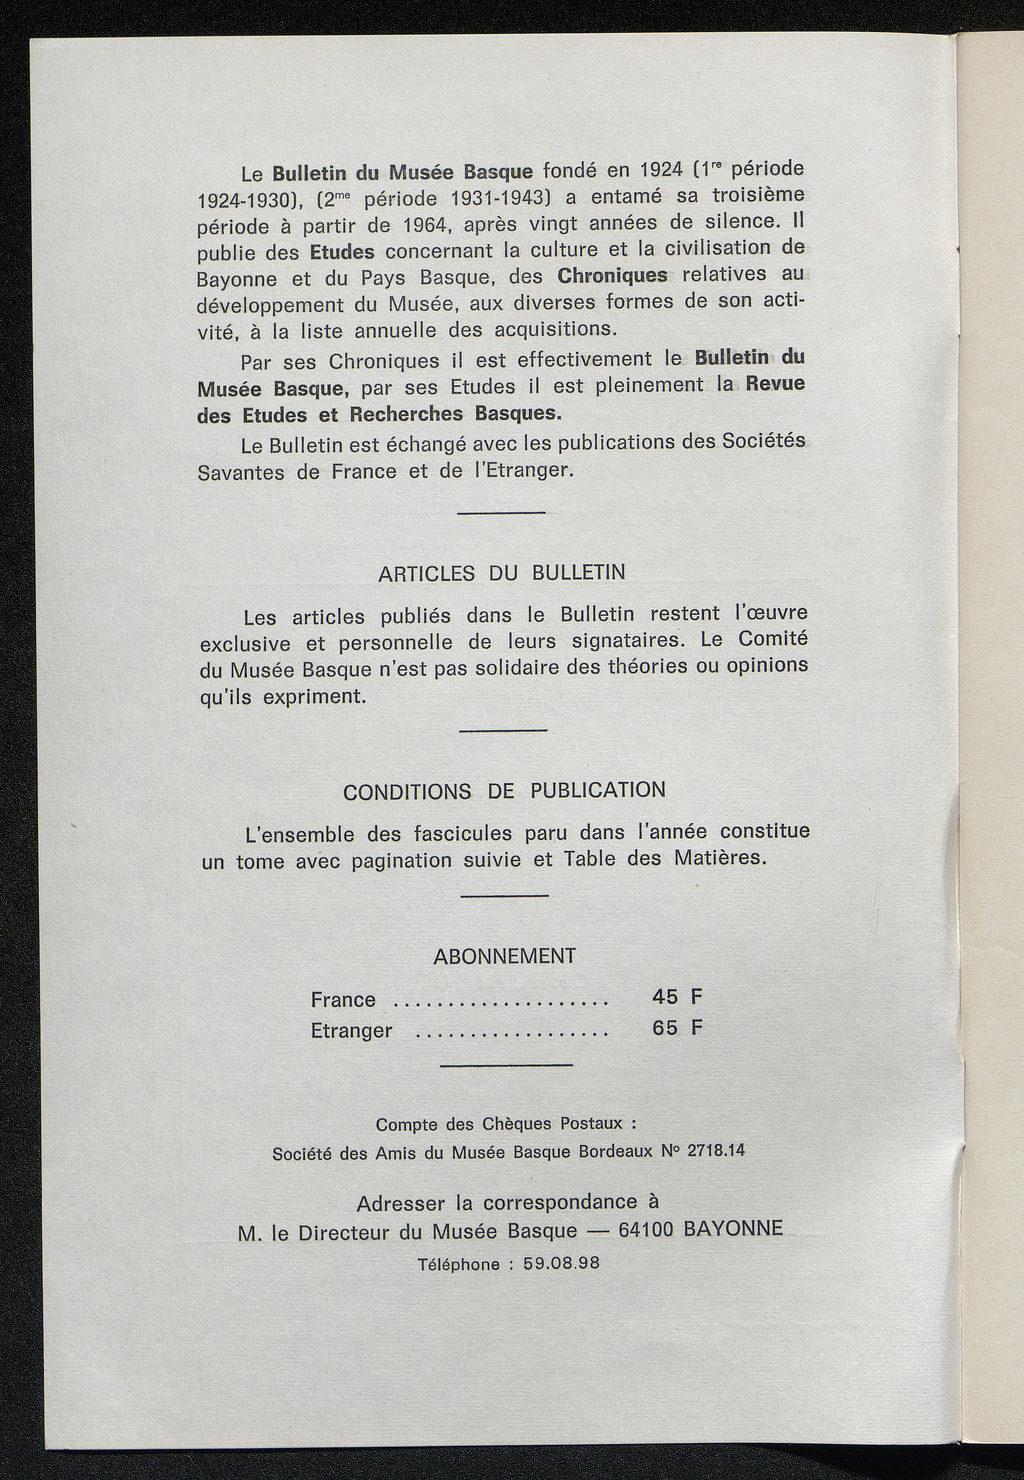 Le Bulletin du Musée Basque fondé en 1924 (1re période
1924-1930), (2me période 1931-1943) a entamé sa troisième
période à partir de 1964, après vingt années de silence. Il
publie des Etudes concernant la culture et la civilisation de
Bayonne et du Pays Basque, des Chroniques relatives au
développement du Musée, aux diverses formes de son acti-
vité, à la liste annuelle des acquisitions.
Par ses Chroniques il est effectivement le Bulletin du
Musée Basque, par ses Etudes il est pleinement la Revue
des Etudes et Recherches Basques.
Le Bulletin est échangé avec les publications des Sociétés
Savantes de France et de l'Etranger.
ARTICLES DU BULLETIN
Les articles publiés dans le Bulletin restent l'œuvre
exclusive et personnelle de leurs signataires. Le Comité
du Musée Basque n'est pas solidaire des théories ou opinions
qu'ils expriment.
CONDITIONS DE PUBLICATION
L'ensemble des fascicules paru dans l'année constitue
un tome avec pagination suivie et Table des Matières.
ABONNEMENT
France .................... 45 F
Etranger .................. 65 F
Compte des Chèques Postaux :
Société des Amis du Musée Basque Bordeaux Nº 2718.14
Adresser la correspondance à
M. le Directeur du Musée Basque — 64100 BAYONNE
Téléphone : 59.08.98